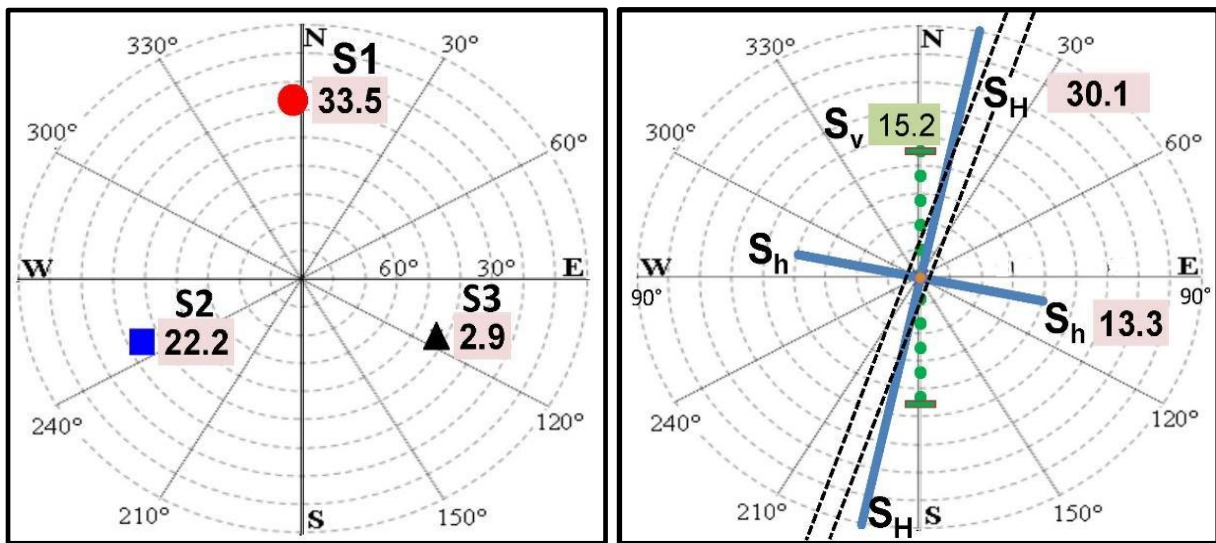 N
330° 30°
S1
33.5
300° 60°
W 60° 30° E
S2 S3
22.2 2.9
240° 120°
210° 150°
S
N
330° 30°
SH 30.1
Sv 15.2
300° 60°
Sh
W E
90° 90°
Sh 13.3
240° 120°
210° 150°
SH S